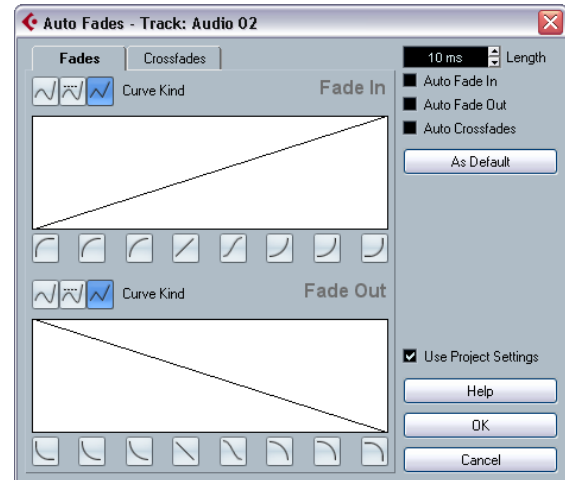 Auto Fades - Track: Audio 02
Fades
Crossfades
Curve Kind
Fade In
Curve Kind
Fade Out
10 ms
Length
Auto Fade In
Auto Fade Out
Auto Crossfades
As Default
Use Project Settings
Help
OK
Cancel